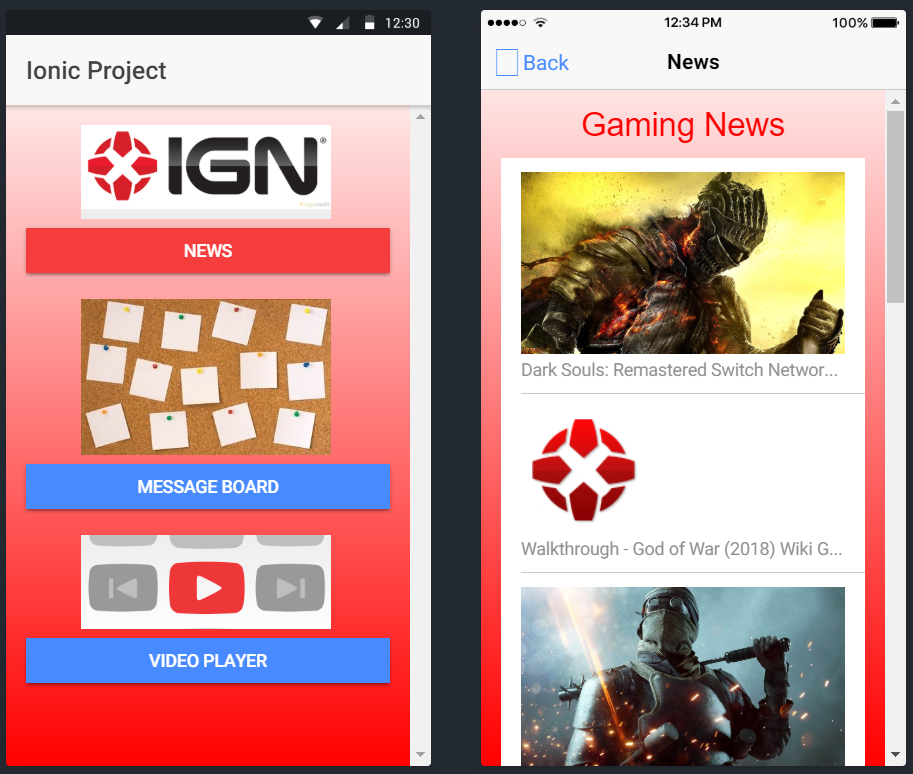 12:30
Ionic Project
IGN®
NEWS
MESSAGE BOARD
VIDEO PLAYER
12:34 PM
100%
Back
News
Gaming News
Dark Souls: Remastered Switch Networ...
Walkthrough - God of War (2018) Wiki G...